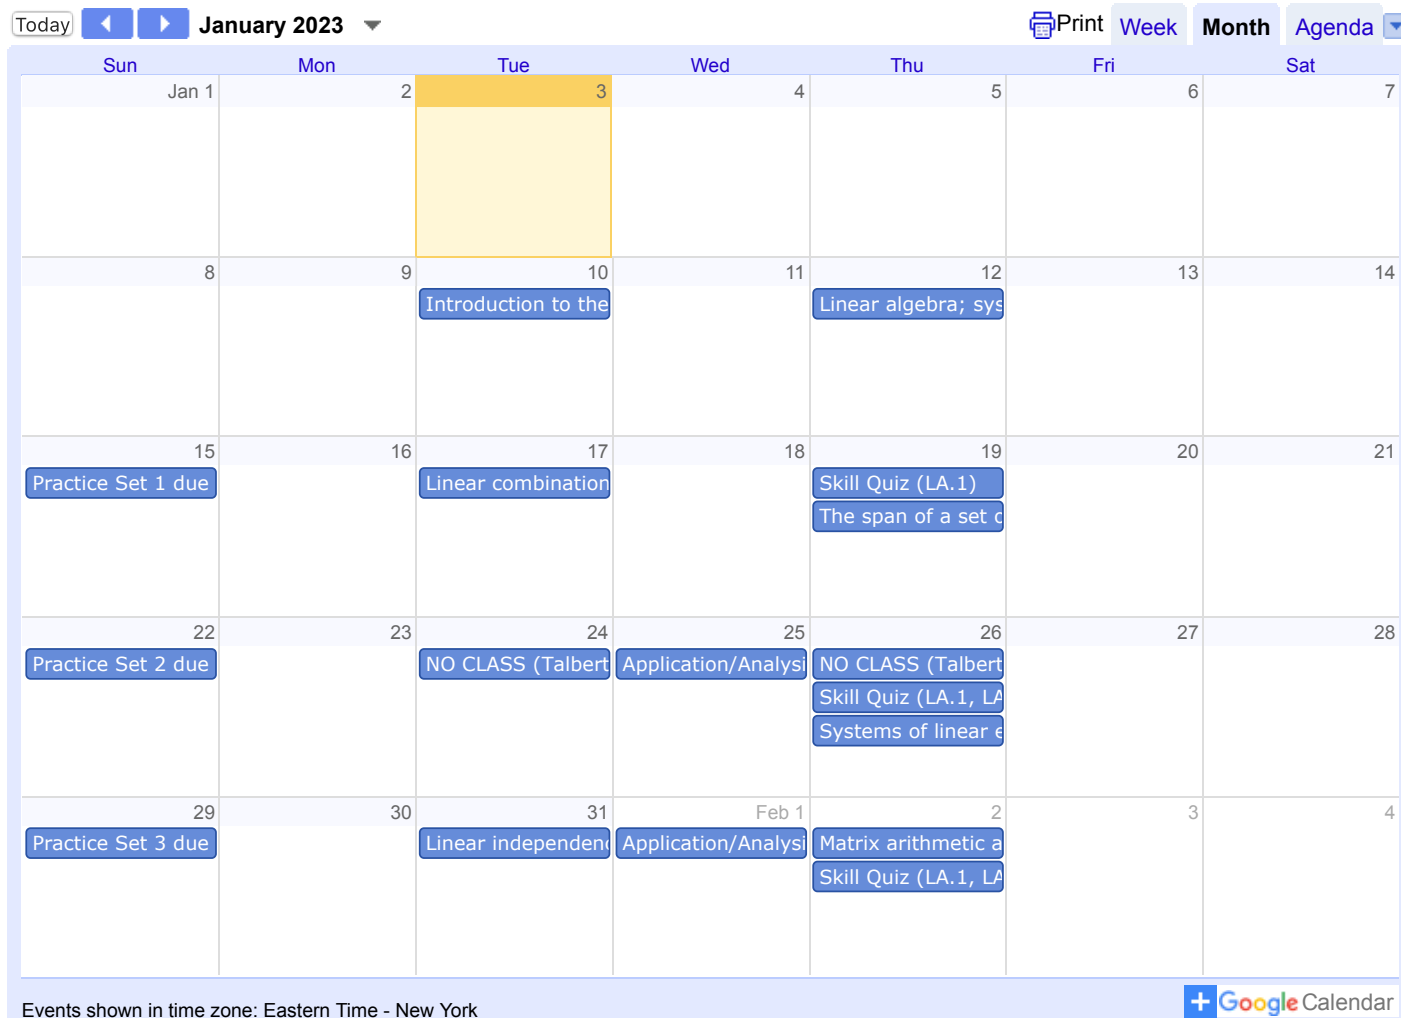 Today January 2023 Print Week Month Agenda
Sun Mon Tue Wed Thu Fri Sat
Jan 1 2 3 4 5 6 7
8 9 10 11 12 13 14
Introduction to the Linear algebra; sys
15 16 17 18 19 20 21
Practice Set 1 due Linear combination Skill Quiz (LA.1)
The span of a set
22 23 24 25 26 27 28
Practice Set 2 due NO CLASS (Talbert Application/Analysi NO CLASS (Talbert
Skill Quiz (LA.1, LA
Systems of linear e
29 30 31 Feb 1 2 3 4
Practice Set 3 due Linear independenc Application/Analysi Matrix arithmetic a
Skill Quiz (LA.1, LA
Events shown in time zone: Eastern Time - New York + Google Calendar